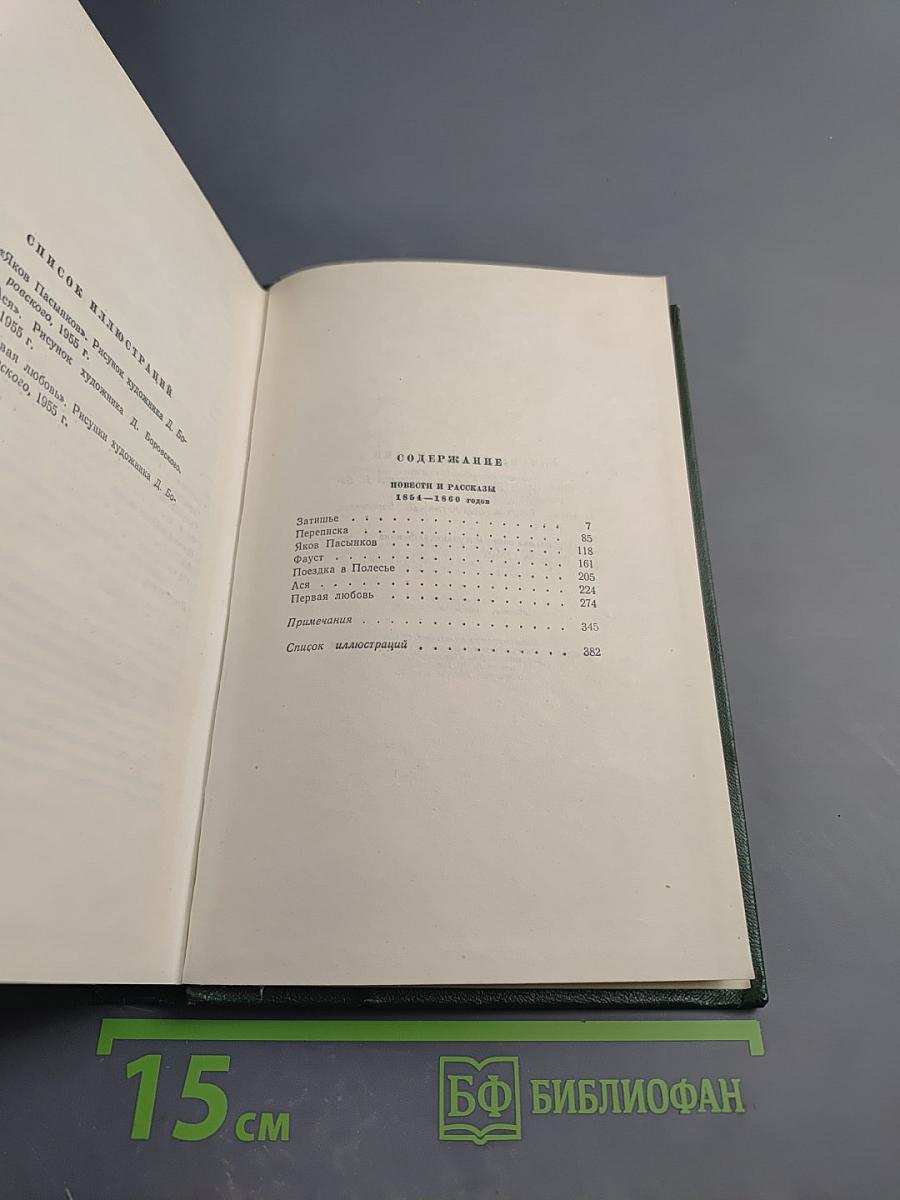 СПИСОК ИЛЛЮСТРАЦИЙ
«Яков Пасынков». Рисунок художника Д. Бо-
ровского, 1955 г.
Ася». Рисунок художника Д. Боровского,
1955 г.
вая любовь». Рисунки художника Д. Бо-
ского, 1955 г.
СОДЕРЖАНИЕ
ПОВЕСТИ И РАССКАЗЫ
1854—1860 годов
Затишье . . . . . . . . . . . . . . . 7
Переписка . . . . . . . . . . . . . . 85
Яков Пасынков . . . . . . . . . . . . 118
Фауст . . . . . . . . . . . . . . . . 161
Поездка в Полесье . . . . . . . . . . 205
Ася . . . . . . . . . . . . . . . . . 224
Первая любовь . . . . . . . . . . . . 274
Примечания . . . . . . . . . . . . . 345
Список иллюстраций . . . . . . . . . . 382
15 см
БФ БИБЛИОФАН